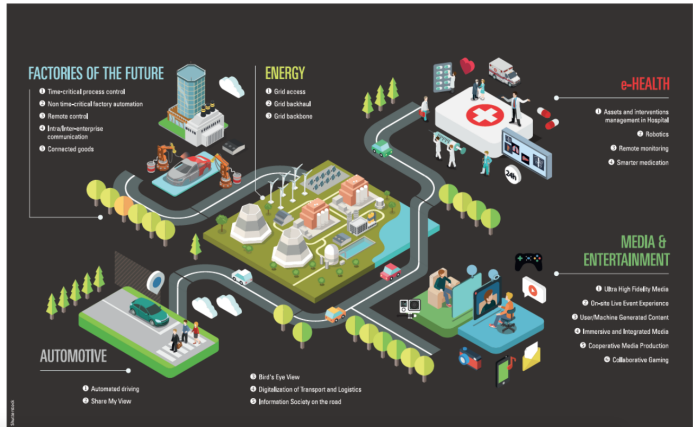 FACTORIES OF THE FUTURE
1 Time-critical process control
2 Non time-critical factory automation
3 Remote control
4 Intra/Inter-enterprise
communication
5 Connected goods
ENERGY
1 Grid access
2 Grid backhaul
3 Grid backbone
e-HEALTH
1 Assets and interventions
management in Hospital
2 Robotics
3 Remote monitoring
4 Smarter medication
24h
MEDIA &
ENTERTAINMENT
1 Ultra High Fidelity Media
2 On-site Live Event Experience
3 User/Machine Generated Content
4 Immersive and Integrated Media
5 Cooperative Media Production
6 Collaborative Gaming
AUTOMOTIVE
1 Automated driving
2 Share My View
3 Bird's Eye View
4 Digitalization of Transport and Logistics
5 Information Society on the road
Shutterstock